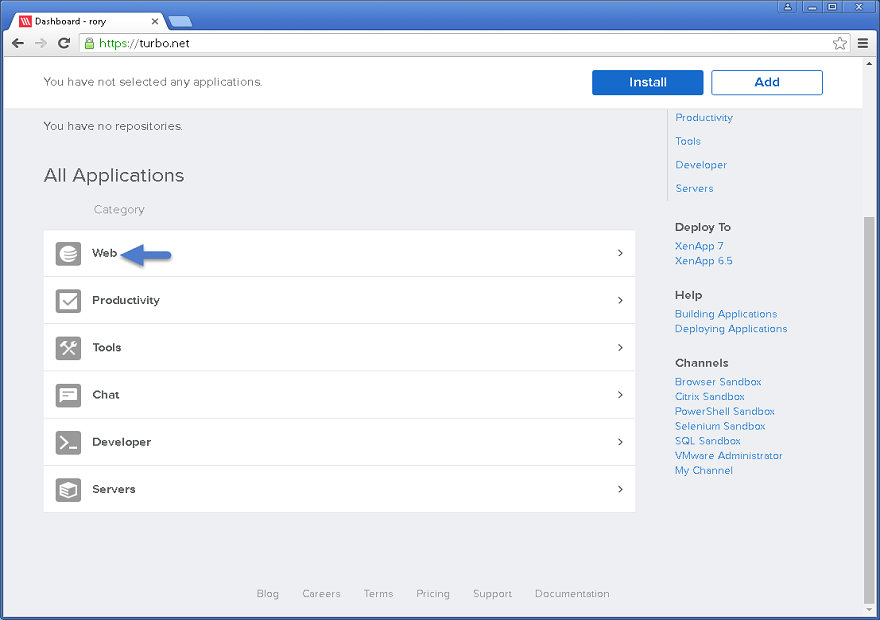 Dashboard - rory
https://turbo.net
You have not selected any applications.
Install
Add
You have no repositories.
All Applications
Category
Web
Productivity
Tools
Chat
Developer
Servers
Productivity
Tools
Developer
Servers
Deploy To
XenApp 7
XenApp 6.5
Help
Building Applications
Deploying Applications
Channels
Browser Sandbox
Citrix Sandbox
PowerShell Sandbox
Selenium Sandbox
SQL Sandbox
VMware Administrator
My Channel
Blog Careers Terms Pricing Support Documentation